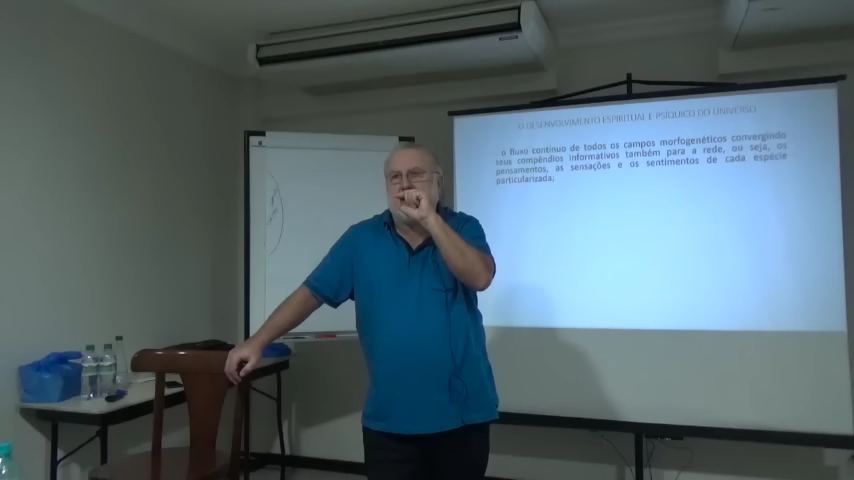 O DESENVOLVIMENTO ESPIRITUAL E PSÍQUICO DO UNIVERSO
o fluxo contínuo de todos os campos morfogenéticos convergindo
seus compêndios informativos também para a rede, ou seja, os
pensamentos, as sensações e os sentimentos de cada espécie
particularizada;